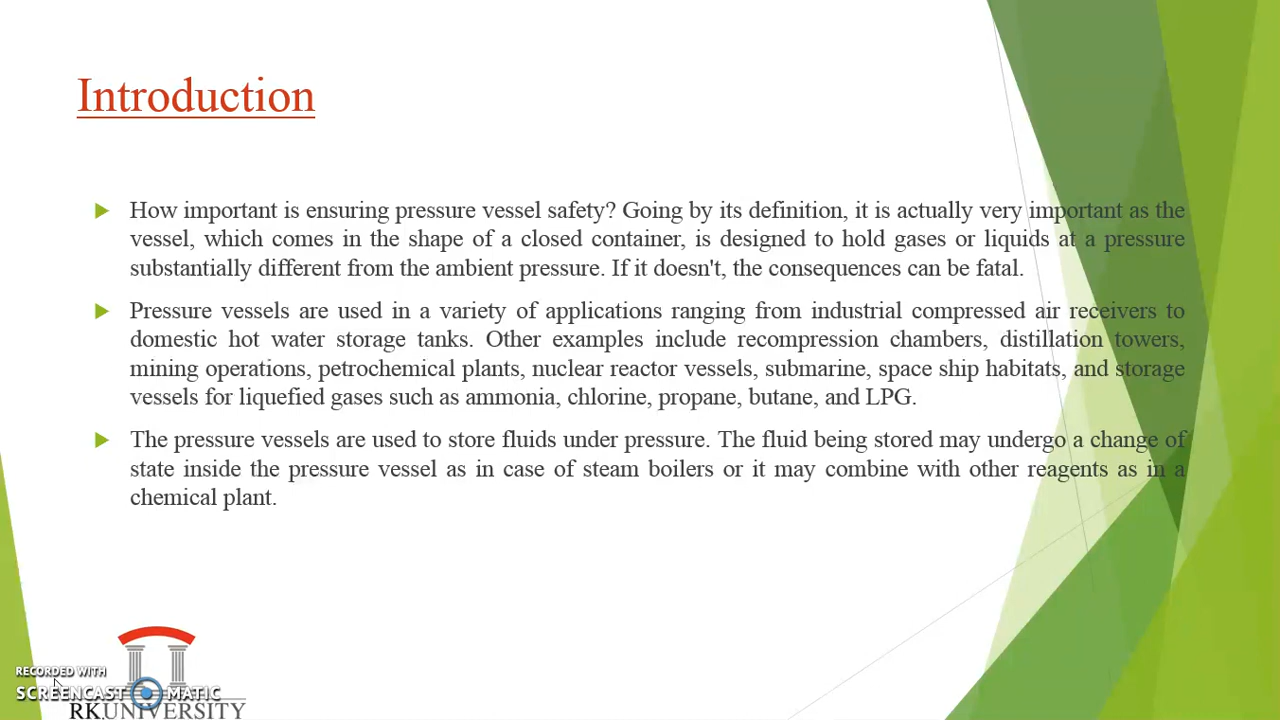 Introduction
How important is ensuring pressure vessel safety? Going by its definition, it is actually very important as the
vessel, which comes in the shape of a closed container, is designed to hold gases or liquids at a pressure
substantially different from the ambient pressure. If it doesn't, the consequences can be fatal.
Pressure vessels are used in a variety of applications ranging from industrial compressed air receivers to
domestic hot water storage tanks. Other examples include recompression chambers, distillation towers,
mining operations, petrochemical plants, nuclear reactor vessels, submarine, space ship habitats, and storage
vessels for liquefied gases such as ammonia, chlorine, propane, butane, and LPG.
The pressure vessels are used to store fluids under pressure. The fluid being stored may undergo a change of
state inside the pressure vessel as in case of steam boilers or it may combine with other reagents as in a
chemical plant.
RECORDED WITH
SCREENCAST MATIC
RK UNIVERSITY